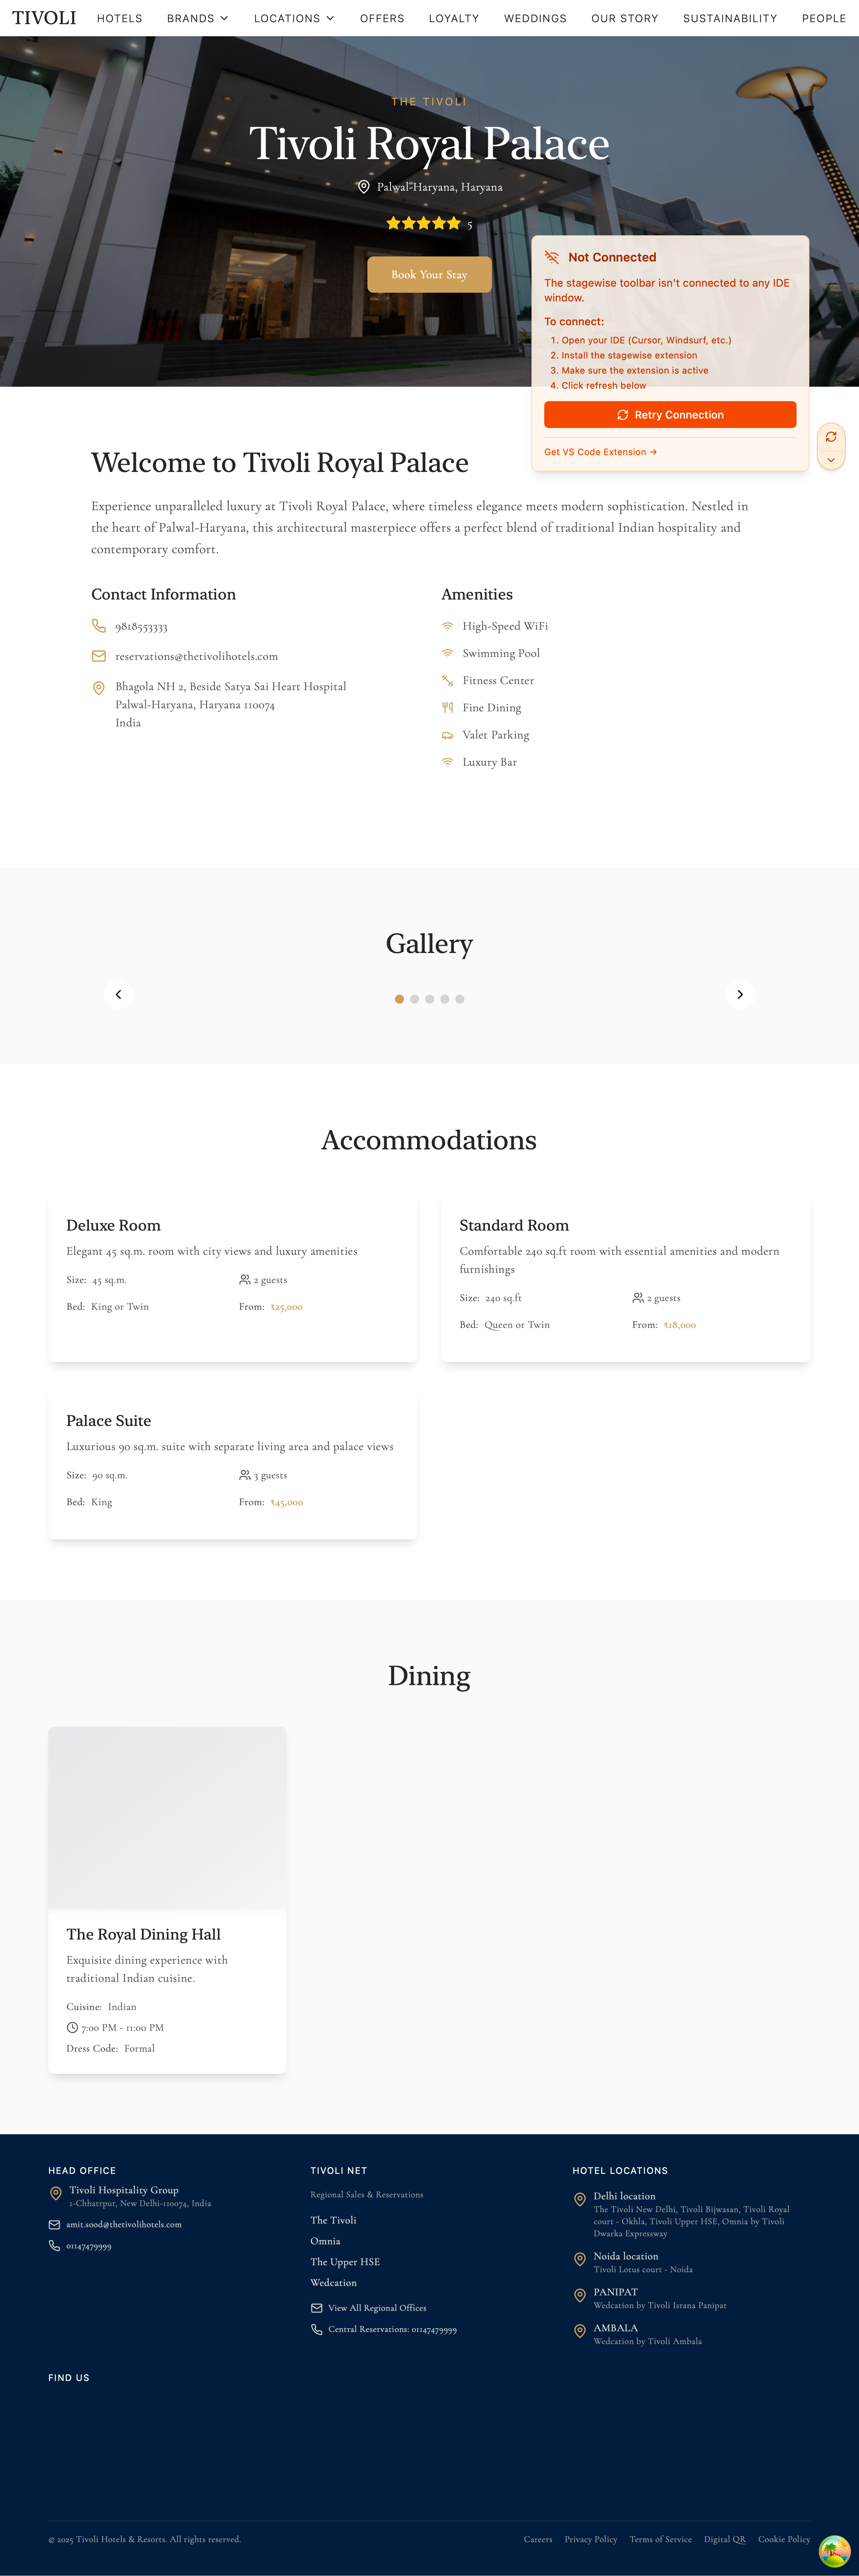 TIVOLI HOTELS BRANDS LOCATIONS OFFERS LOYALTY WEDDINGS OUR STORY SUSTAINABILITY PEOPLE
THE TIVOLI
Tivoli Royal Palace
Palwal-Haryana, Haryana
5
Book Your Stay
Not Connected
The stagewise toolbar isn't connected to any IDE
window.
To connect:
1. Open your IDE (Cursor, Windsurf, etc.)
2. Install the stagewise extension
3. Make sure the extension is active
4. Click refresh below
Retry Connection
Get VS Code Extension →
Welcome to Tivoli Royal Palace
Experience unparalleled luxury at Tivoli Royal Palace, where timeless elegance meets modern sophistication. Nestled in
the heart of Palwal-Haryana, this architectural masterpiece offers a perfect blend of traditional Indian hospitality and
contemporary comfort.
Contact Information
9818553333
reservations@thetivolihotels.com
Bhagola NH 2, Beside Satya Sai Heart Hospital
Palwal-Haryana, Haryana 110074
India
Amenities
High-Speed WiFi
Swimming Pool
Fitness Center
Fine Dining
Valet Parking
Luxury Bar
Gallery
Accommodations
Deluxe Room
Elegant 45 sq.m. room with city views and luxury amenities
Size: 45 sq.m. 2 guests
Bed: King or Twin From: ₹25,000
Standard Room
Comfortable 240 sq.ft room with essential amenities and modern
furnishings
Size: 240 sq.ft 2 guests
Bed: Queen or Twin From: ₹18,000
Palace Suite
Luxurious 90 sq.m. suite with separate living area and palace views
Size: 90 sq.m. 3 guests
Bed: King From: ₹45,000
Dining
The Royal Dining Hall
Exquisite dining experience with
traditional Indian cuisine.
Cuisine: Indian
7:00 PM - 11:00 PM
Dress Code: Formal
HEAD OFFICE
Tivoli Hospitality Group
1-Chhatrpur, New Delhi-110074, India
amit.sood@thetivolihotels.com
01147479999
TIVOLI NET
Regional Sales & Reservations
The Tivoli
Omnia
The Upper HSE
Wedcation
View All Regional Offices
Central Reservations: 01147479999
HOTEL LOCATIONS
Delhi location
The Tivoli New Delhi, Tivoli Bijwasan, Tivoli Royal
court - Okhla, Tivoli Upper HSE, Omnia by Tivoli
Dwarka Expressway
Noida location
Tivoli Lotus court - Noida
PANIPAT
Wedcation by Tivoli Israna Panipat
AMBALA
Wedcation by Tivoli Ambala
FIND US
© 2025 Tivoli Hotels & Resorts. All rights reserved.
Careers Privacy Policy Terms of Service Digital QR Cookie Policy